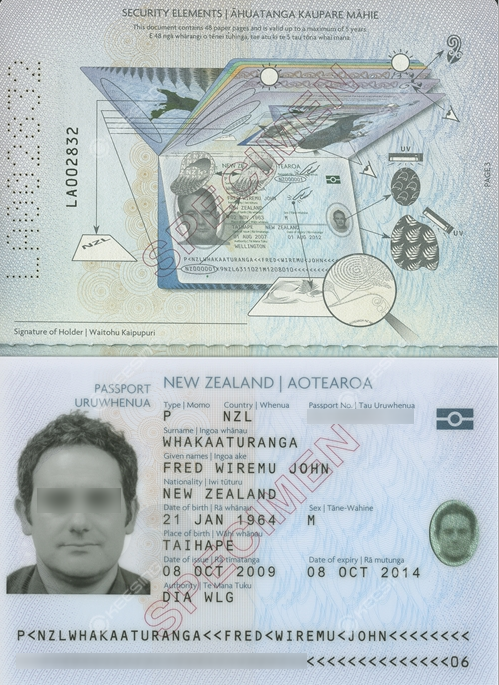 SECURITY ELEMENTS | ĀHUATANGA KAUPARE MĀHIE
This document contains 48 paper pages and is valid up to a maximum of 5 years
E 48 ngā whārangi o tēnei tuhinga, tae atu ki te 5 tau tōna whai mana.
LA002832
PAGE 3
UV
UV
NZL
SPECIMEN
NEW ZEALAND
TAIHAPE
WELLINGTON
P<NZLWHAKAATURANGA<<FRED<WIREMU<JOHN<<<<
Signature of Holder | Waitohu Kaipupuri
PASSPORT
URUWHENUA
NEW ZEALAND | AOTEAROA
Type | Momo Country | Whenua Passport No. | Tau Uruwhenua
P NZL
Surname | Ingoa whānau
WHAKAATURANGA
Given names | Ingoa ake
FRED WIREMU JOHN
Nationality | Iwi tūturu
NEW ZEALAND
Date of birth | Rā whānau Sex | Tāne-Wahine
21 JAN 1964 M
Place of birth | Wāhi whāpau
TAIHAPE
Date of issue | Rā timatanga Date of expiry | Rā mutunga
08 OCT 2009 08 OCT 2014
Authority | Te Mana Tuku
DIA WLG
SPECIMEN
P<NZLWHAKAATURANGA<<FRED<WIREMU<JOHN<<<<<<<<
<<<<<<<<<<<<<<06